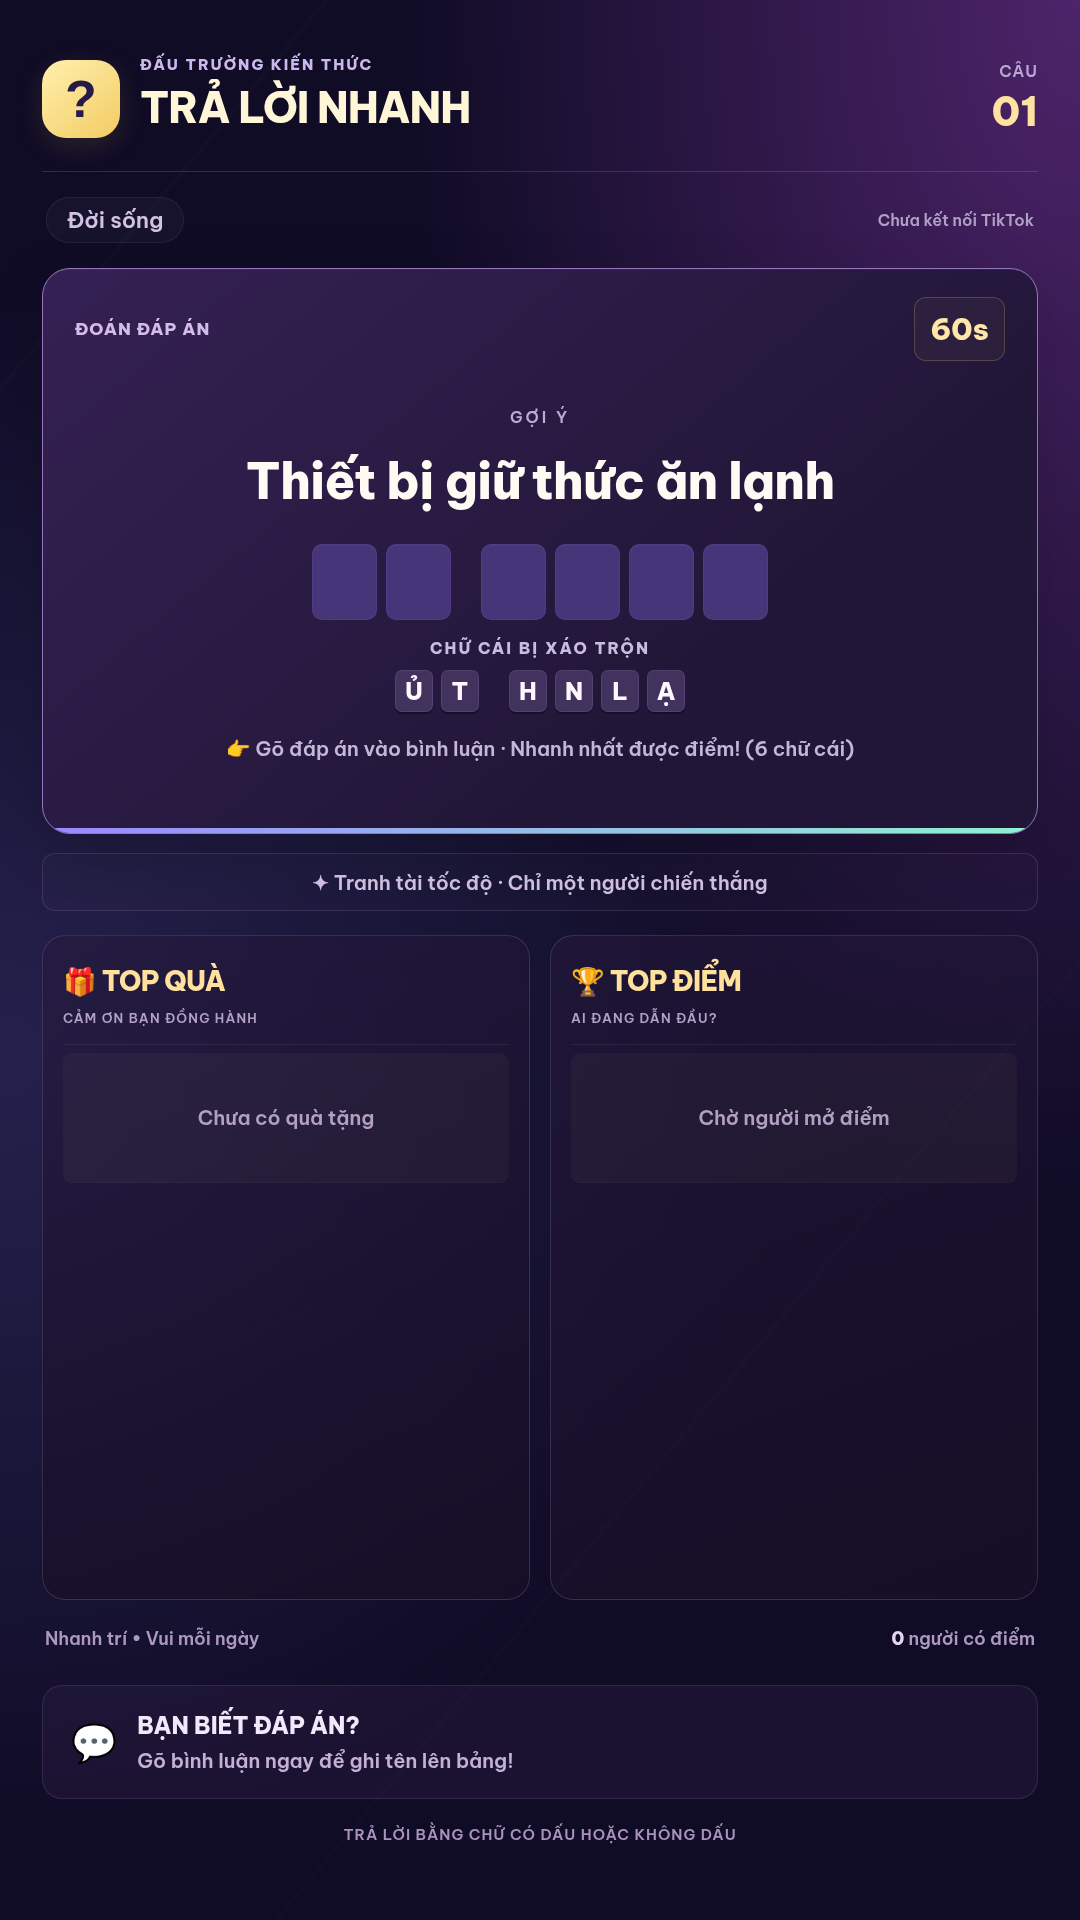 ?
ĐẤU TRƯỜNG KIẾN THỨC
TRẢ LỜI NHANH
CÂU
01
Đời sống
Chưa kết nối TikTok
ĐOÁN ĐÁP ÁN
60s
GỢI Ý
Thiết bị giữ thức ăn lạnh
CHỮ CÁI BỊ XÁO TRỘN
Ủ T H N L Ạ
👉 Gõ đáp án vào bình luận · Nhanh nhất được điểm! (6 chữ cái)
✦ Tranh tài tốc độ · Chỉ một người chiến thắng
🎁 TOP QUÀ
CẢM ƠN BẠN ĐỒNG HÀNH
Chưa có quà tặng
🏆 TOP ĐIỂM
AI ĐANG DẪN ĐẦU?
Chờ người mở điểm
Nhanh trí • Vui mỗi ngày
0 người có điểm
💬 BẠN BIẾT ĐÁP ÁN?
Gõ bình luận ngay để ghi tên lên bảng!
TRẢ LỜI BẰNG CHỮ CÓ DẤU HOẶC KHÔNG DẤU